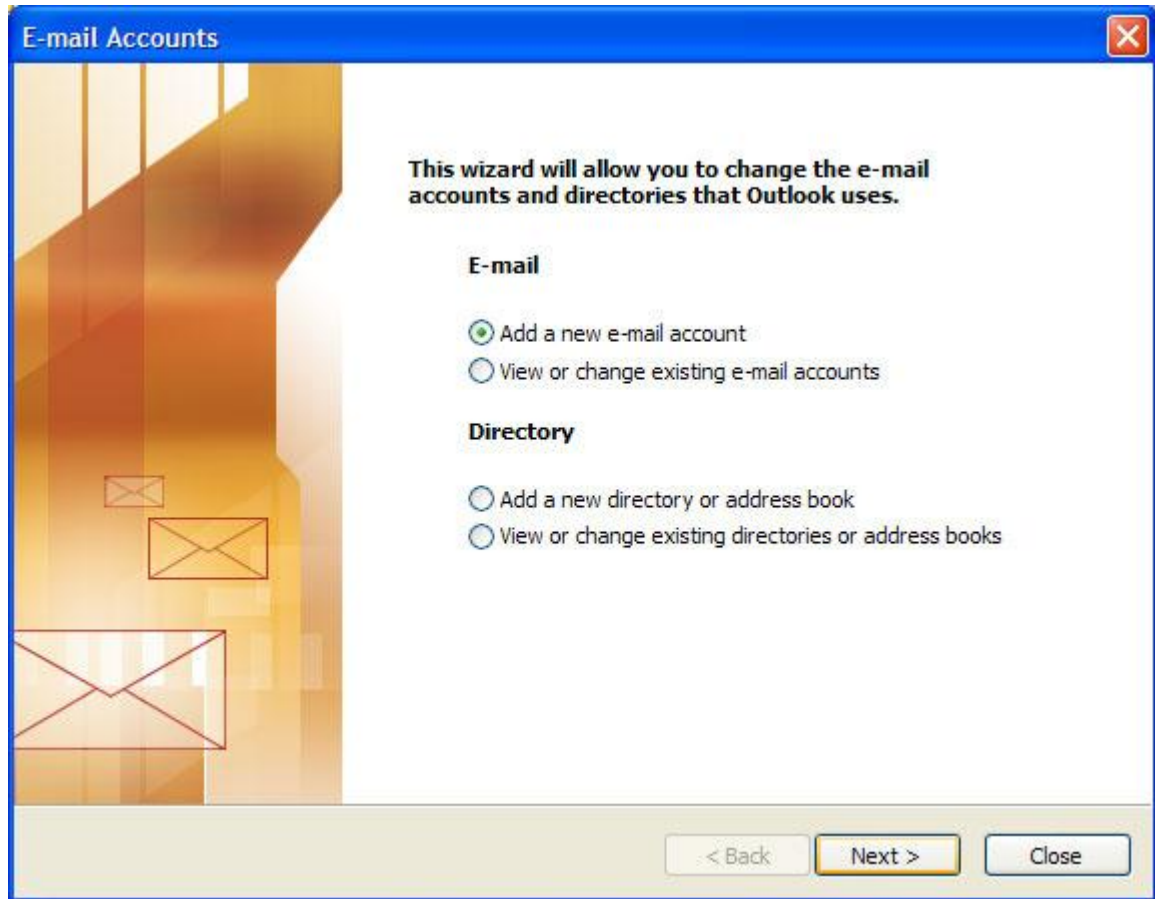 E-mail Accounts
This wizard will allow you to change the e-mail
accounts and directories that Outlook uses.
E-mail
Add a new e-mail account
View or change existing e-mail accounts
Directory
Add a new directory or address book
View or change existing directories or address books
< Back
Next >
Close